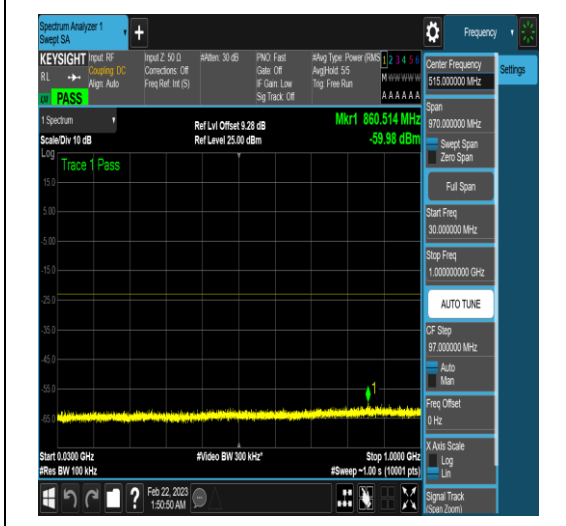 Spectrum Analyzer 1
Swept SA
+
Frequency
KEYSIGHT
Input: RF
Coupling: DC
Align: Auto
Input Z: 50 Ω
Corrections: Off
Freq Ref: Int (S)
#Atten: 30 dB
PNO: Fast
Gate: Off
IF Gain: Low
Sig Track: Off
#Avg Type: Power (RMS
Avg|Hold: 5/5
Trig: Free Run
1 2 3 4 5 6
M W W W W W
A A A A A A
RL
PASS
1 Spectrum
Scale/Div 10 dB
Ref Lvl Offset 9.28 dB
Ref Level 25.00 dBm
Mkr1 860.514 MHz
-59.98 dBm
Log
Trace 1 Pass
15.0
5.00
-5.00
-15.0
-25.0
-35.0
-45.0
-55.0
-65.0
1
Start 0.0300 GHz
#Res BW 100 kHz
#Video BW 300 kHz*
Stop 1.0000 GHz
#Sweep ~1.00 s (10001 pts)
Feb 22, 2023
1:50:50 AM
?
Center Frequency
515.000000 MHz
Settings
Span
970.000000 MHz
Swept Span
Zero Span
Full Span
Start Freq
30.000000 MHz
Stop Freq
1.000000000 GHz
AUTO TUNE
CF Step
97.000000 MHz
Auto
Man
Freq Offset
0 Hz
X Axis Scale
Log
Lin
Signal Track
(Span Zoom)